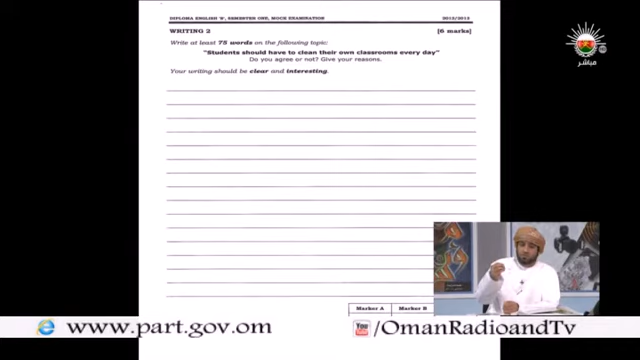 DIPLOMA ENGLISH 'B', SEMESTER ONE, MOCK EXAMINATION 2012/2013
WRITING 2 [6 marks]
Write at least 75 words on the following topic:
"Students should have to clean their own classrooms every day"
Do you agree or not? Give your reasons.
Your writing should be clear and interesting.
Marker A Marker B
مباشر
www.part.gov.om You Tube /OmanRadioandTv